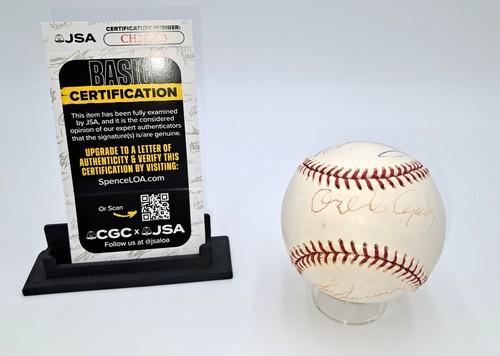 JSA
CERTIFICATION NUMBER:
BASIC
CERTIFICATION
This item has been fully examined
by JSA, and it is the considered
opinion of our expert authenticators
that the signature(s) is/are genuine.
UPGRADE TO A LETTER OF
AUTHENTICITY & VERIFY THIS
CERTIFICATION BY VISITING:
SpenceLOA.com
Or Scan
CGC x JSA
Follow us at @jsaloa
Orlando Cepeda